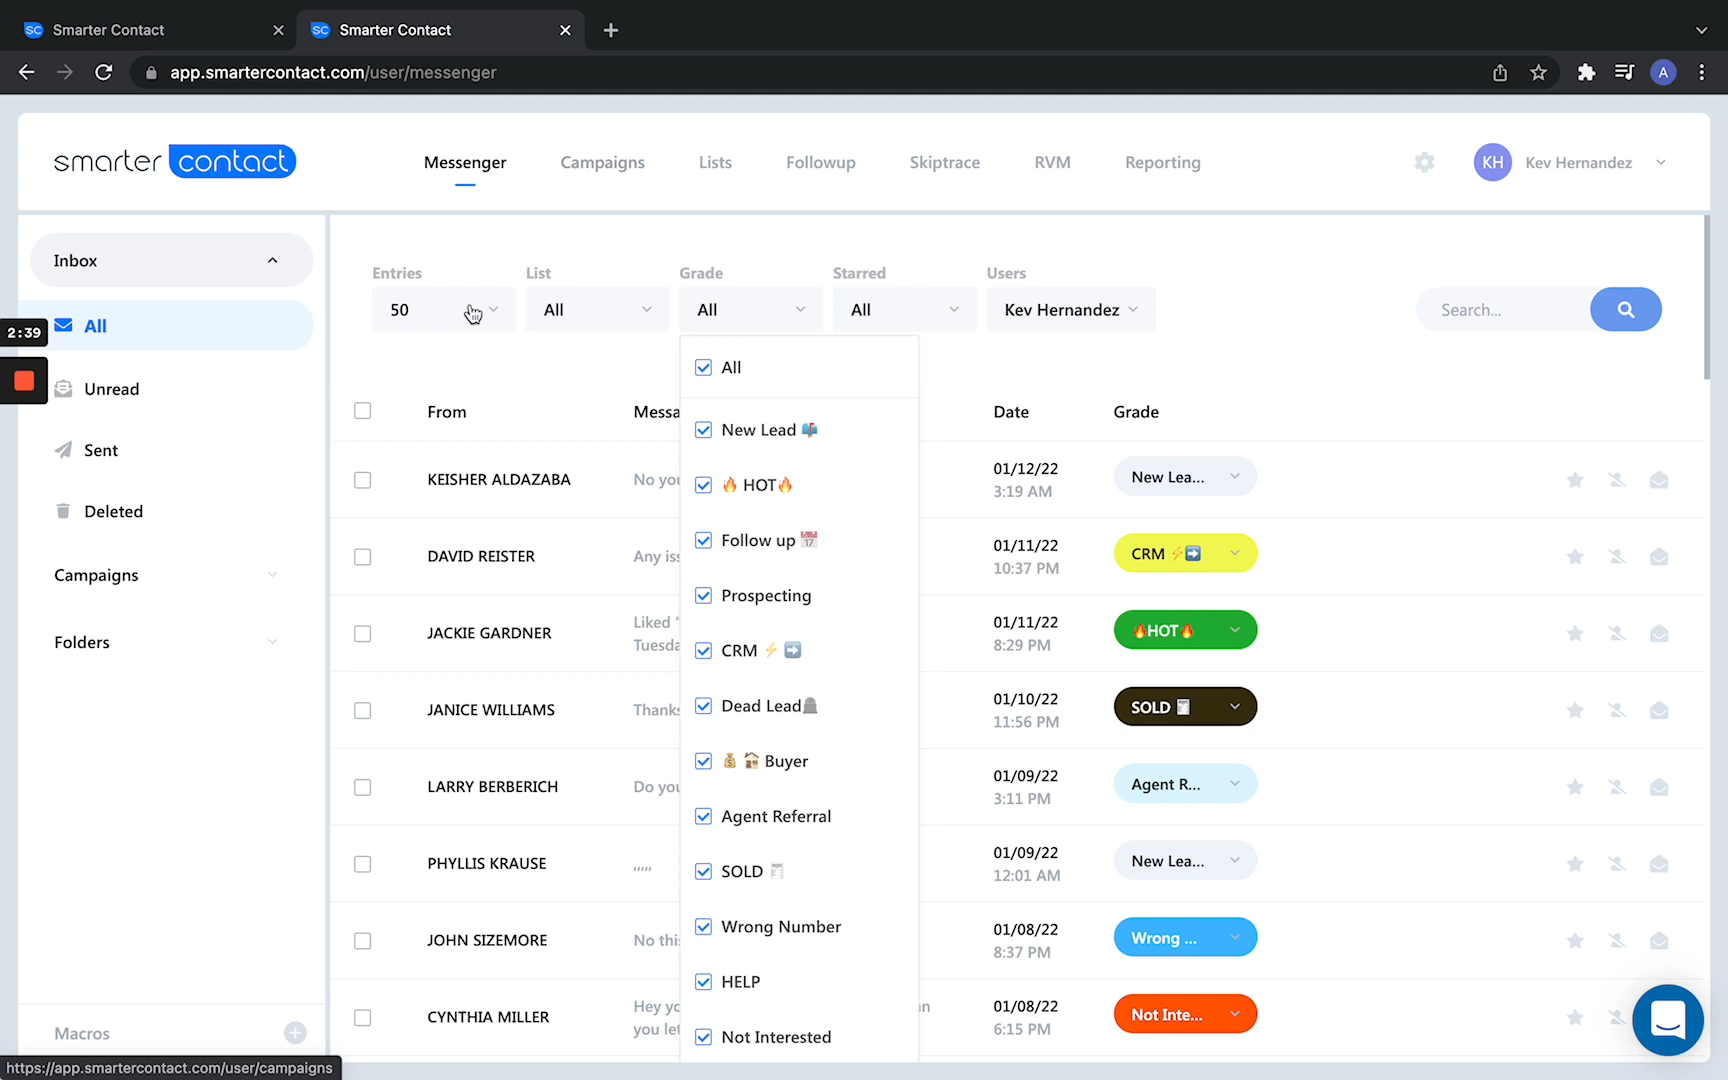 Smarter Contact
Smarter Contact
app.smartercontact.com/user/messenger
A
smarter contact
Messenger
Campaigns
Lists
Followup
Skiptrace
RVM
Reporting
KH
Kev Hernandez
Inbox
All
2:39
Unread
Sent
Deleted
Campaigns
Folders
Macros
https://app.smartercontact.com/user/campaigns
Entries
List
Grade
Starred
Users
50
All
All
All
Kev Hernandez
Search...
All
New Lead 📫
🔥 HOT🔥
Follow up 📅
Prospecting
CRM ⚡ ➡️
Dead Lead🪦
💰 🏠 Buyer
Agent Referral
SOLD 🧾
Wrong Number
HELP
Not Interested
From
Messa
Date
Grade
KEISHER ALDAZABA
No you
01/12/22
3:19 AM
New Lea...
DAVID REISTER
Any iss
01/11/22
10:37 PM
CRM ⚡➡️
JACKIE GARDNER
Liked “
Tuesda
01/11/22
8:29 PM
🔥HOT🔥
JANICE WILLIAMS
Thanks
01/10/22
11:56 PM
SOLD 🧾
LARRY BERBERICH
Do you
01/09/22
3:11 PM
Agent R...
PHYLLIS KRAUSE
,,,,,
01/09/22
12:01 AM
New Lea...
JOHN SIZEMORE
No this
01/08/22
8:37 PM
Wrong ...
CYNTHIA MILLER
Hey yo
you let
01/08/22
6:15 PM
Not Inte...